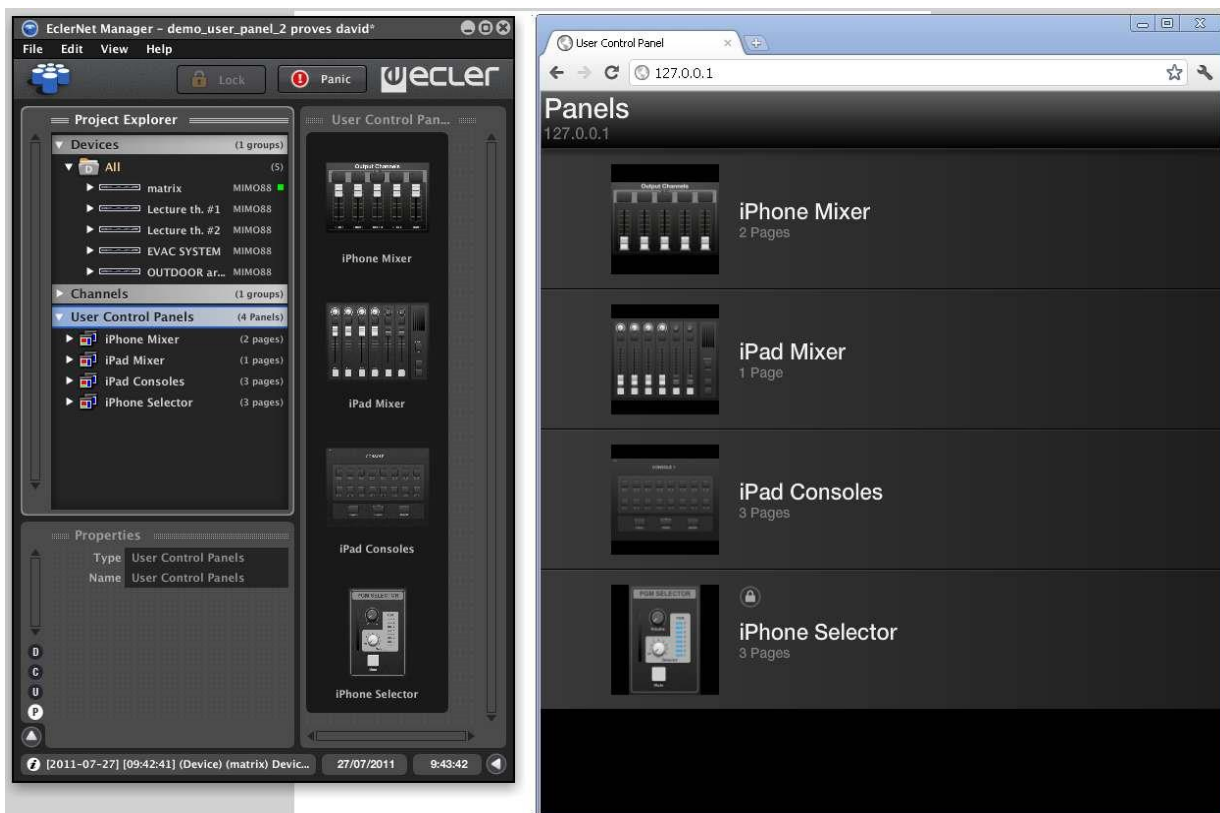 EclerNet Manager - demo_user_panel_2 proves david*
File Edit View Help
Lock
Panic
ecler
Project Explorer
Devices (1 groups)
All (5)
matrix MIMO88
Lecture th. #1 MIMO88
Lecture th. #2 MIMO88
EVAC SYSTEM MIMO88
OUTDOOR ar... MIMO88
Channels (1 groups)
User Control Panels (4 Panels)
iPhone Mixer (2 pages)
iPad Mixer (1 pages)
iPad Consoles (3 pages)
iPhone Selector (3 pages)
Properties
Type User Control Panels
Name User Control Panels
D
C
U
P
User Control Pan...
Output Channels
iPhone Mixer
iPad Mixer
iPad Consoles
PGM SELECTOR
iPhone Selector
[2011-07-27] [09:42:41] (Device) (matrix) Devic...
27/07/2011
9:43:42
User Control Panel
127.0.0.1
Panels
127.0.0.1
Output Channels
iPhone Mixer
2 Pages
iPad Mixer
1 Page
CONSOLE 1
iPad Consoles
3 Pages
PGM SELECTOR
iPhone Selector
3 Pages